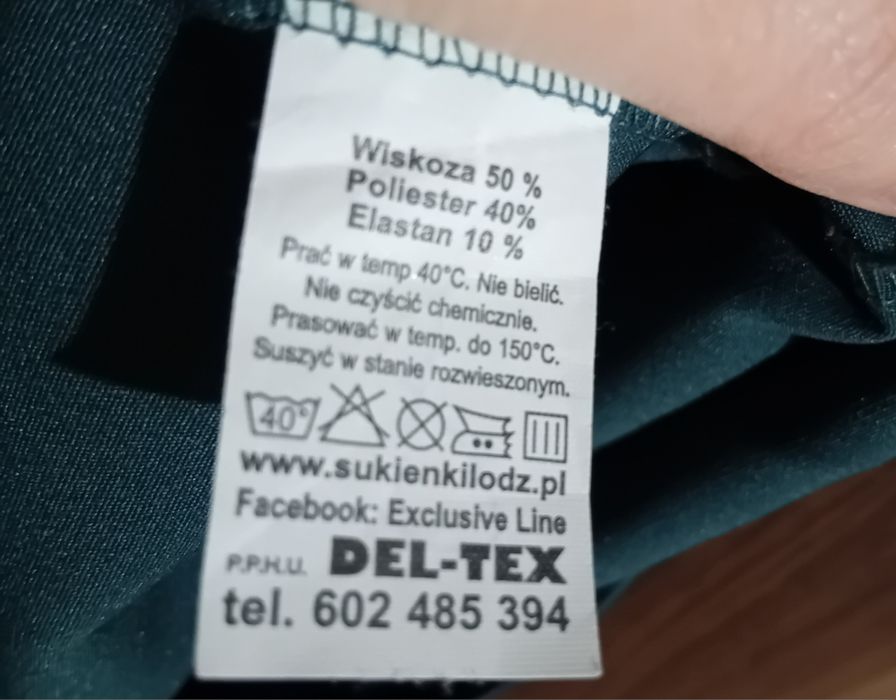 Wiskoza 50 %
Poliester 40%
Elastan 10 %
Prać w temp 40°C. Nie bielić.
Nie czyścić chemicznie.
Prasować w temp. do 150°C.
Suszyć w stanie rozwieszonym.
40°
www.sukienkilodz.pl
Facebook: Exclusive Line
P.P.H.U. DEL-TEX
tel. 602 485 394